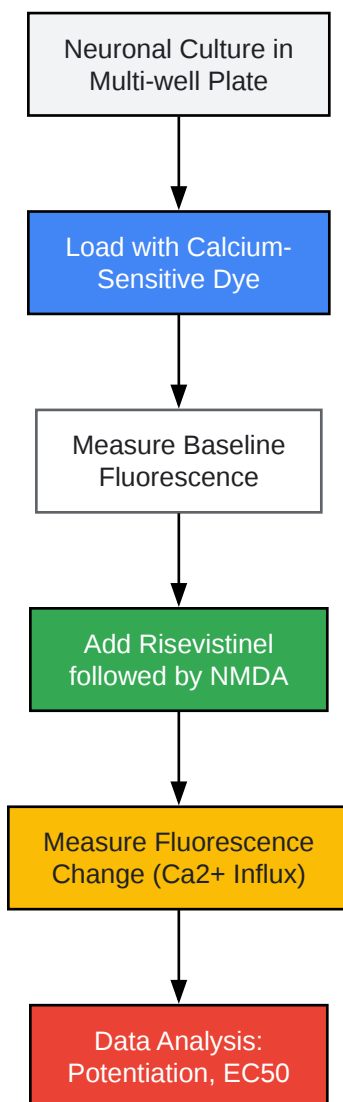 Neuronal Culture in
Multi-well Plate
Load with Calcium-
Sensitive Dye
Measure Baseline
Fluorescence
Add Risevistinel
followed by NMDA
Measure Fluorescence
Change (Ca2+ Influx)
Data Analysis:
Potentiation, EC50